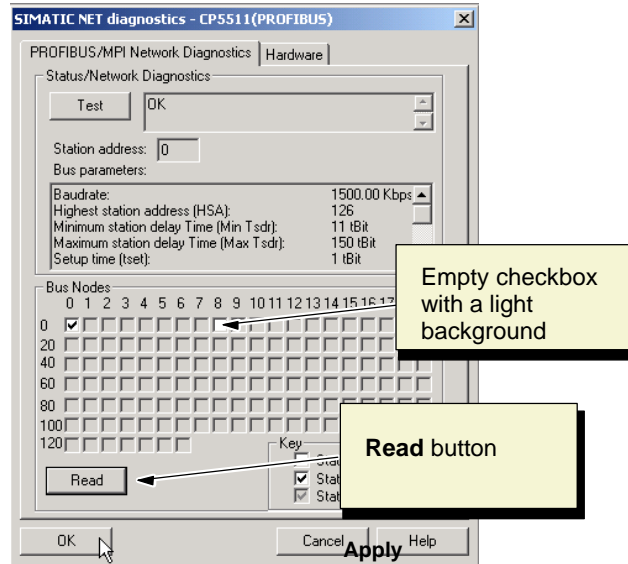 SIMATIC NET diagnostics - CP5511(PROFIBUS)
PROFIBUS/MPI Network Diagnostics
Hardware
Status/Network Diagnostics
Test
OK
Station address: 0
Bus parameters:
Baudrate: 1500.00 Kbps
Highest station address (HSA): 126
Minimum station delay Time (Min Tsdr): 11 tBit
Maximum station delay Time (Max Tsdr): 150 tBit
Setup time (tset): 1 tBit
Empty checkbox
with a light
background
Bus Nodes
0 1 2 3 4 5 6 7 8 9 10 11 12 13 14 15 16 17
0
20
40
60
80
100
120
Key
Read button
Read
OK
Cancel
Apply
Help